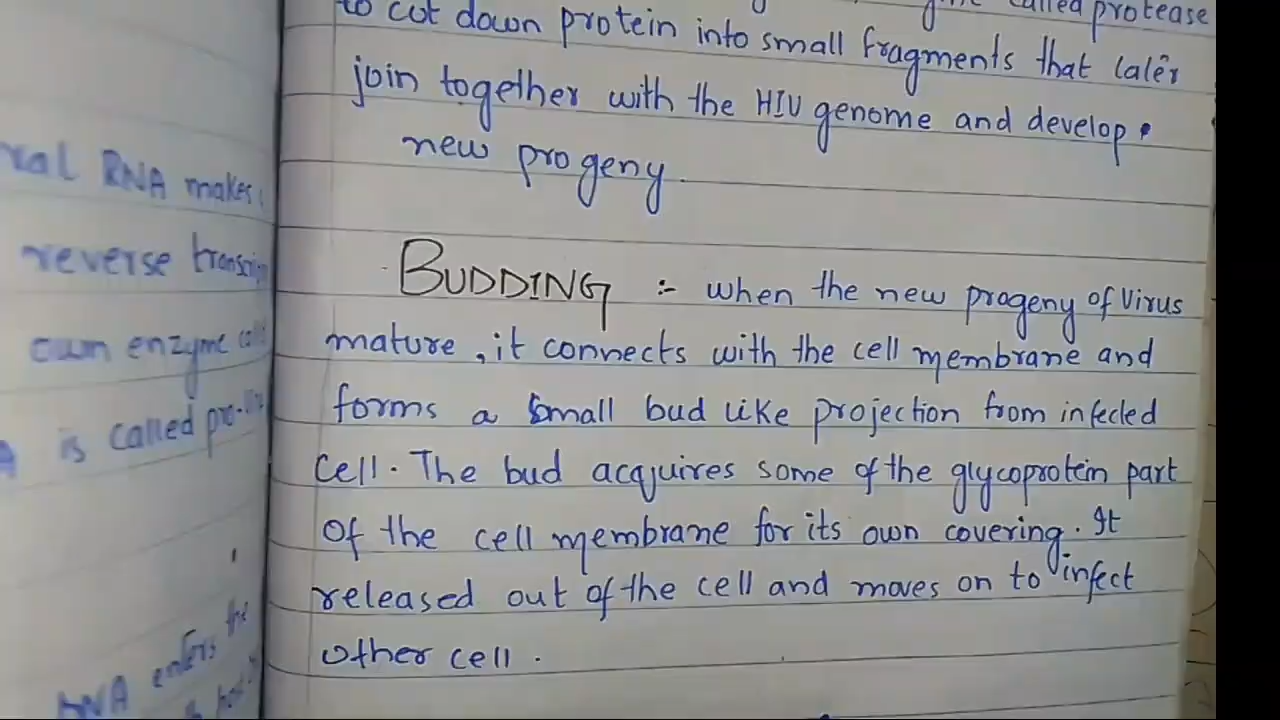 RNA makes
reverse
own enzyme
is called
enters the
called protease
to cut down protein into small fragments that later
join together with the HIV genome and develop
new progeny.
BUDDING :- when the new progeny of Virus
mature, it connects with the cell membrane and
forms a small bud like projection from infected
cell. The bud acquires some of the glycoprotein part
of the cell membrane for its own covering. It
released out of the cell and moves on to infect
other cell.